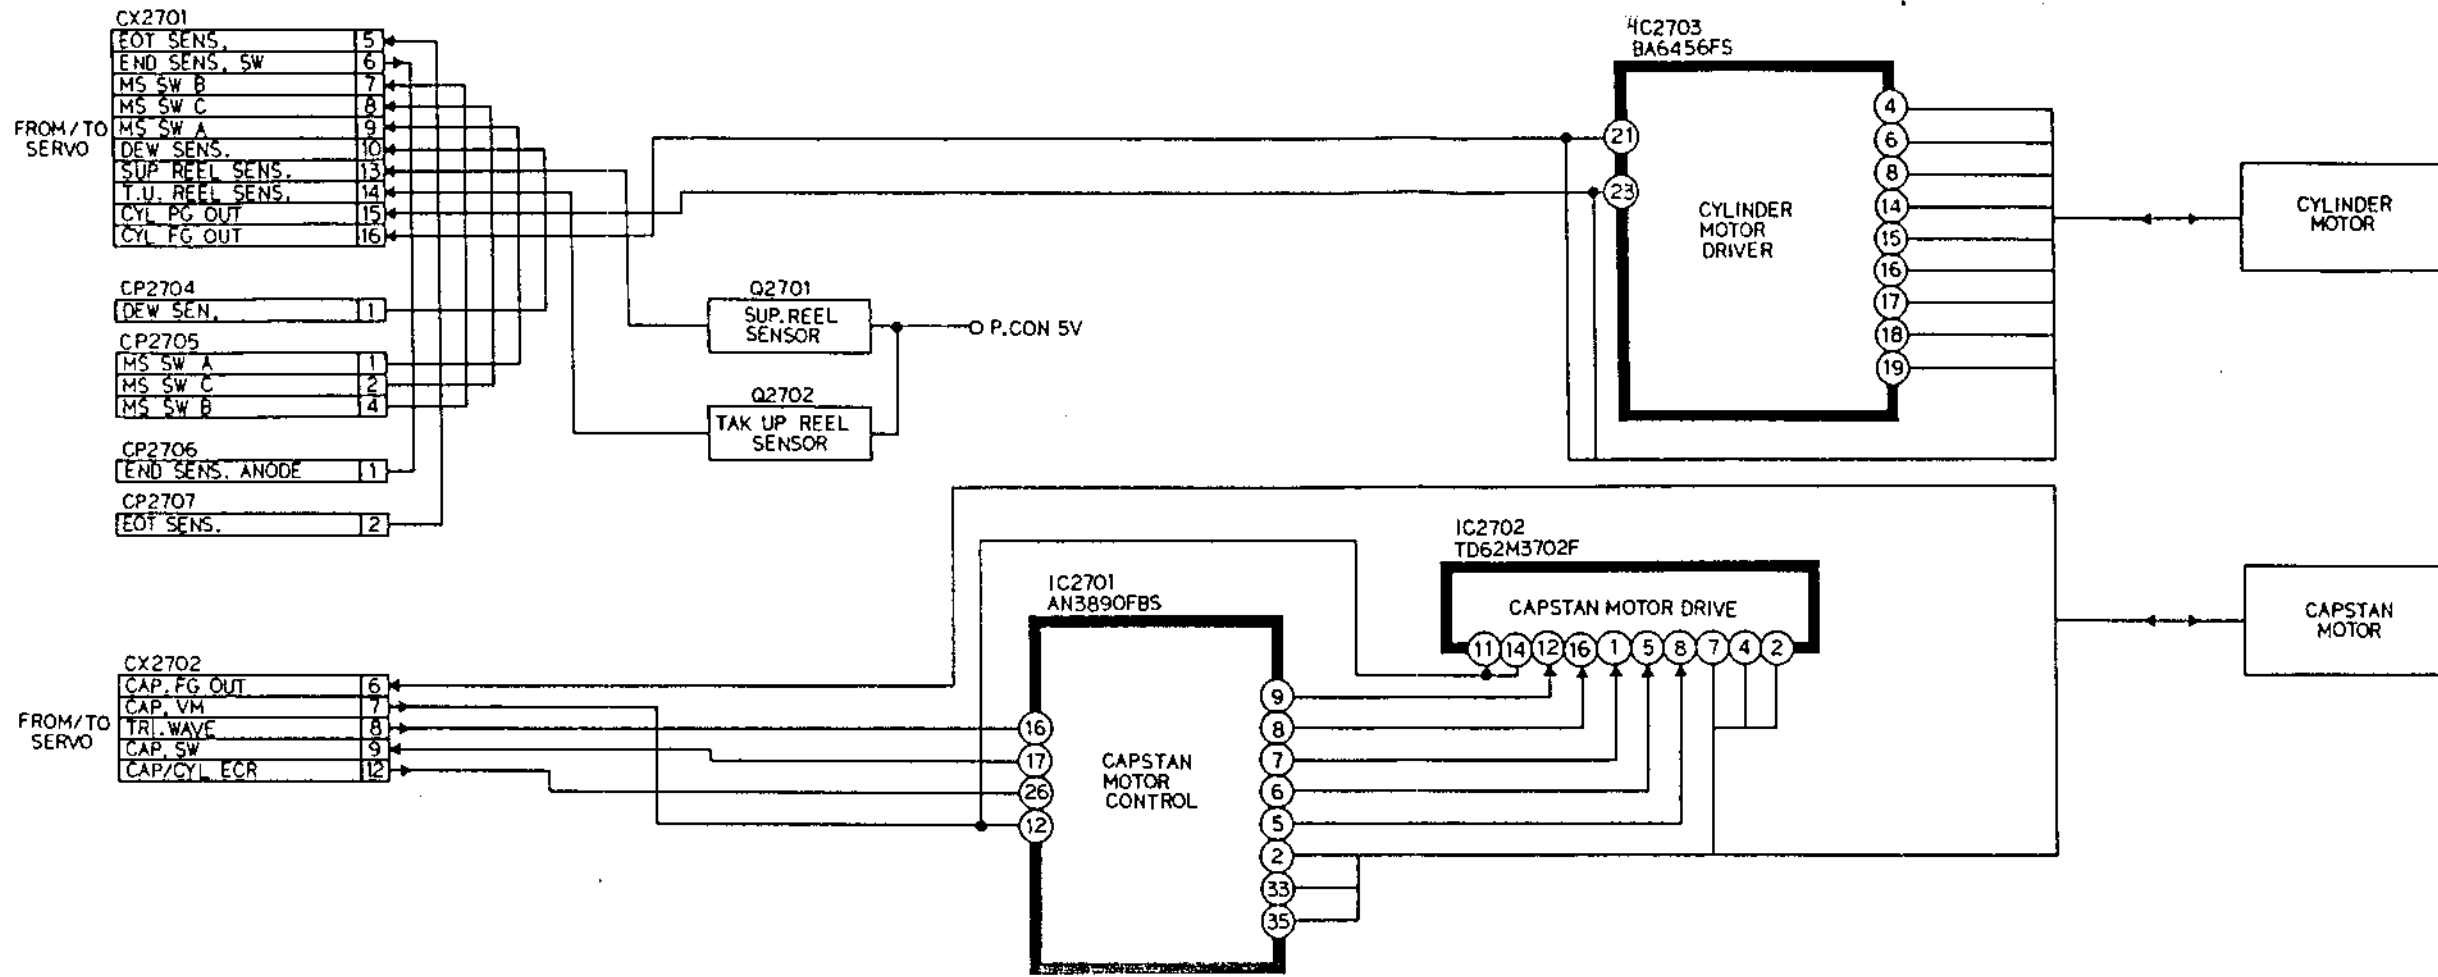 CX2701
EOT SENS. 5
END SENS. SW 6
MS SW B 7
MS SW C 8
MS SW A 9
DEW SENS. 10
SUP REEL SENS. 13
T.U. REEL SENS. 14
CYL PG OUT 15
CYL FG OUT 16
FROM/TO
SERVO
CP2704
DEW SEN. 1
CP2705
MS SW A 1
MS SW C 2
MS SW B 4
CP2706
END SENS. ANODE 1
CP2707
EOT SENS. 2
Q2701
SUP.REEL
SENSOR
P.CON 5V
Q2702
TAK UP REEL
SENSOR
IC2703
BA6456FS
21
23
CYLINDER
MOTOR
DRIVER
4
6
8
14
15
16
17
18
19
CYLINDER
MOTOR
CX2702
CAP. FG OUT 6
CAP. VM 7
TRI.WAVE 8
CAP. SW 9
CAP/CYL ECR 12
FROM/TO
SERVO
IC2701
AN3890FBS
16
17
26
12
CAPSTAN
MOTOR
CONTROL
9
8
7
6
5
2
33
35
IC2702
TD62M3702F
CAPSTAN MOTOR DRIVE
11 14 12 16 1 5 8 7 4 2
CAPSTAN
MOTOR